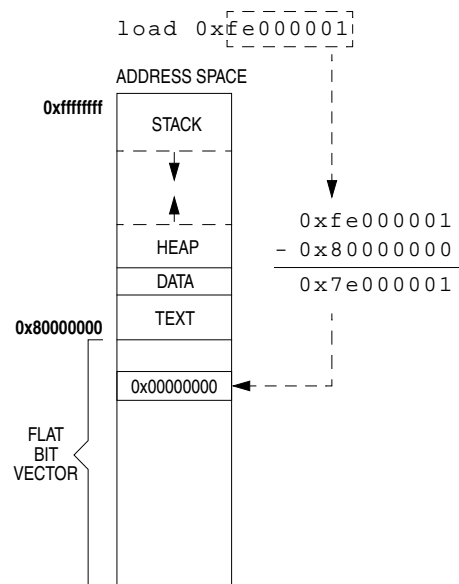 load 0xfe000001
ADDRESS SPACE
0xffffffff
STACK
0xfe000001
HEAP
- 0x80000000
DATA
0x7e000001
TEXT
0x80000000
0x00000000
FLAT
BIT
VECTOR